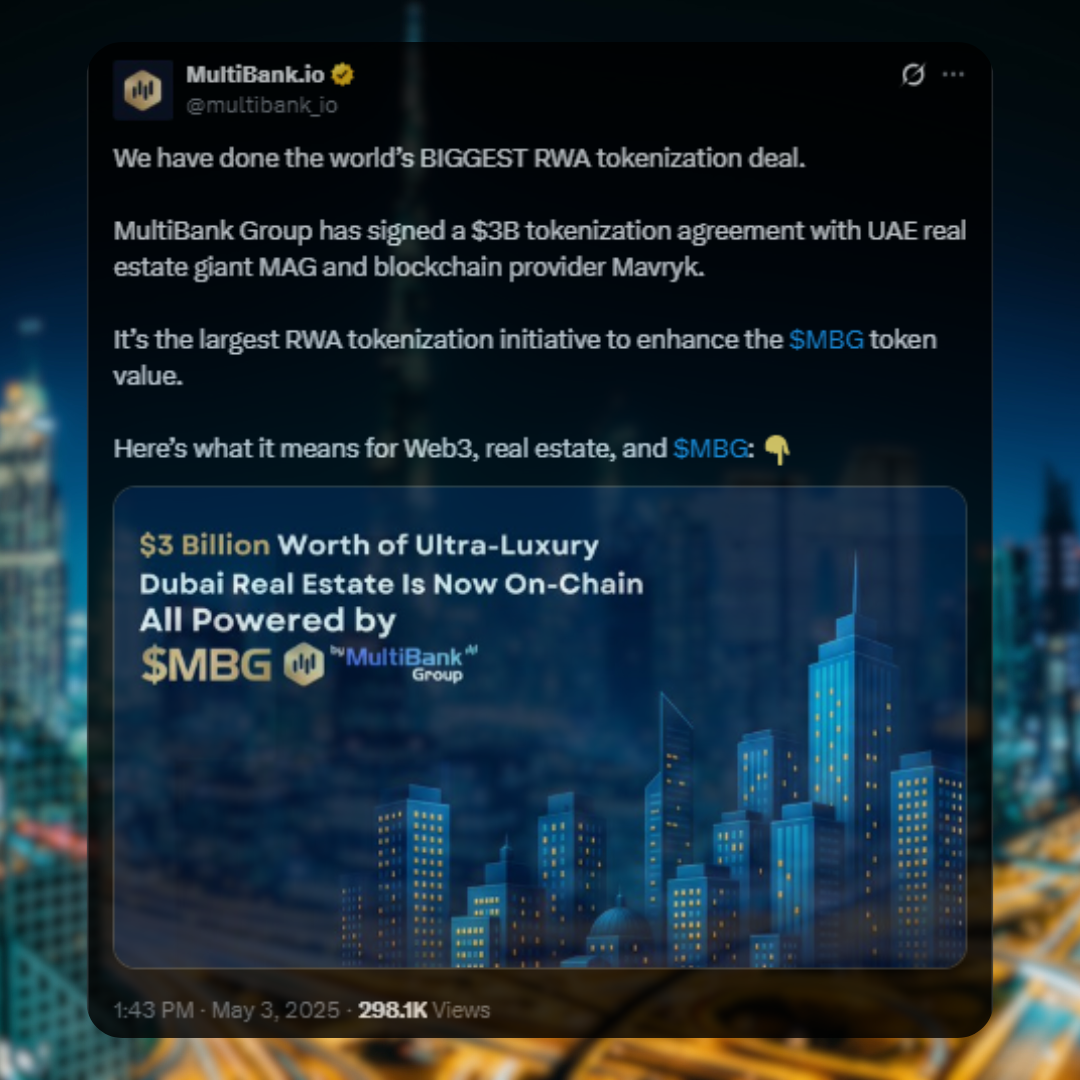 MultiBank.io
@multibank_io
We have done the world’s BIGGEST RWA tokenization deal.
MultiBank Group has signed a $3B tokenization agreement with UAE real
estate giant MAG and blockchain provider Mavryk.
It’s the largest RWA tokenization initiative to enhance the $MBG token
value.
Here’s what it means for Web3, real estate, and $MBG: 👇
$3 Billion Worth of Ultra-Luxury
Dubai Real Estate Is Now On-Chain
All Powered by
$MBG by MultiBank
Group
1:43 PM · May 3, 2025 · 298.1K Views